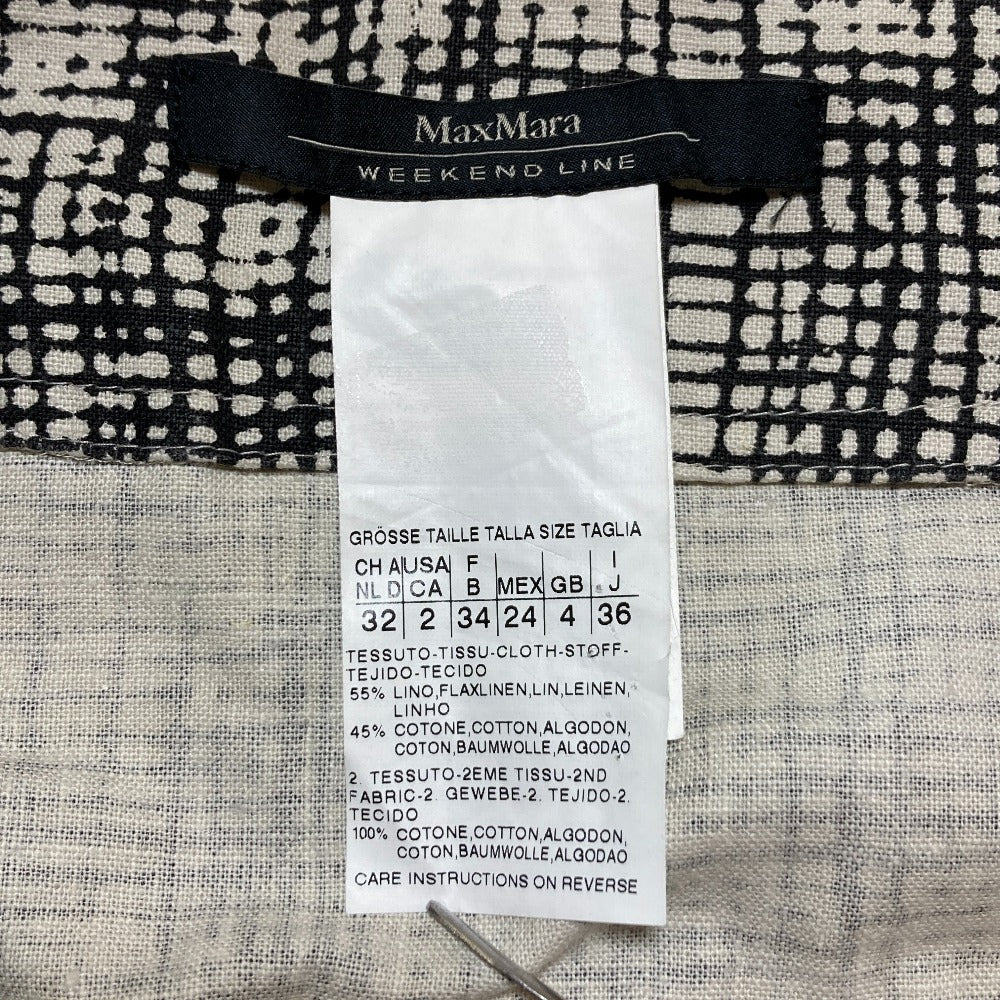 MaxMara
WEEKEND LINE
GRÖSSE TAILLE TALLA SIZE TAGLIA
CH A USA F I
NL D CA B MEX GB J
32 2 34 24 4 36
TESSUTO-TISSU-CLOTH-STOFF-
TEJIDO-TECIDO
55% LINO,FLAXLINEN,LIN,LEINEN,
LINHO
45% COTONE,COTTON,ALGODON,
COTON,BAUMWOLLE,ALGODAO
2. TESSUTO-2EME TISSU-2ND
FABRIC-2. GEWEBE-2. TEJIDO-2.
TECIDO
100% COTONE,COTTON,ALGODON,
COTON,BAUMWOLLE,ALGODAO
CARE INSTRUCTIONS ON REVERSE